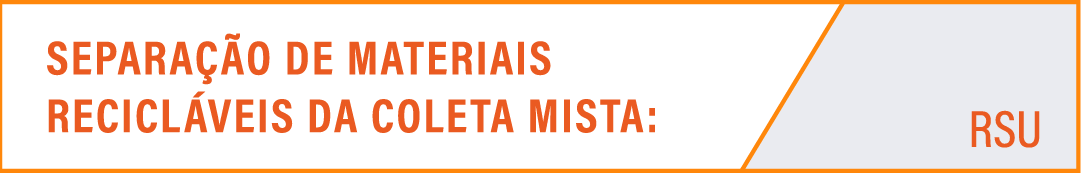 SEPARAÇÃO DE MATERIAIS
RECICLÁVEIS DA COLETA MISTA:
RSU